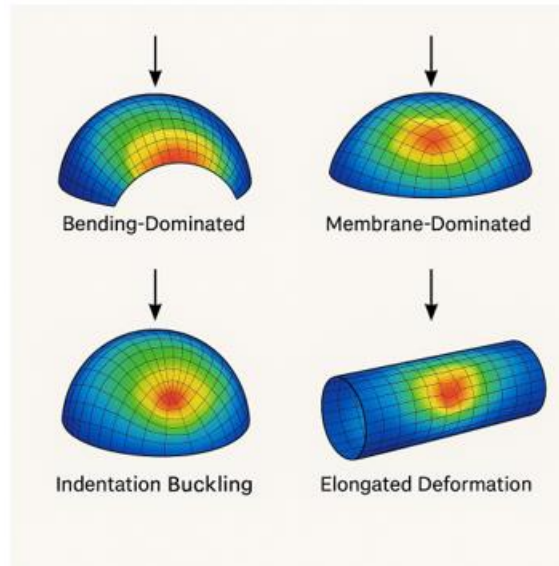 Bending-Dominated
Membrane-Dominated
Indentation Buckling
Elongated Deformation